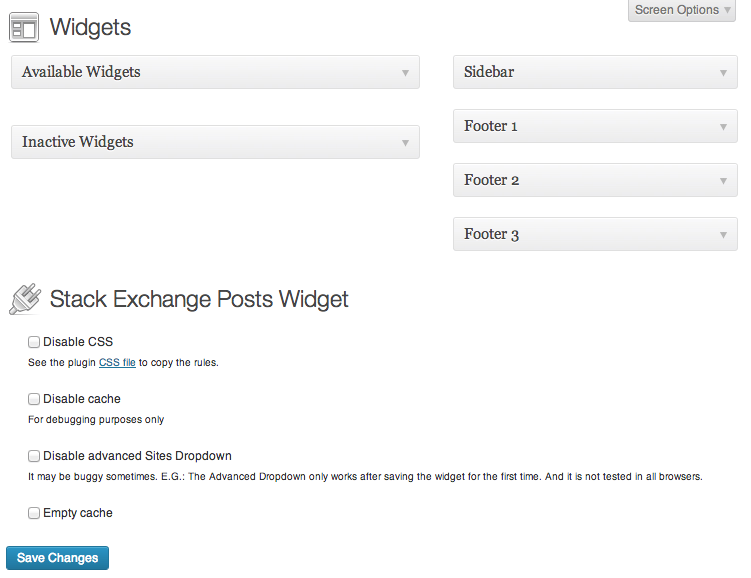 Screen Options
Widgets
Available Widgets
Inactive Widgets
Sidebar
Footer 1
Footer 2
Footer 3
Stack Exchange Posts Widget
Disable CSS
See the plugin CSS file to copy the rules.
Disable cache
For debugging purposes only
Disable advanced Sites Dropdown
It may be buggy sometimes. E.G.: The Advanced Dropdown only works after saving the widget for the first time. And it is not tested in all browsers.
Empty cache
Save Changes